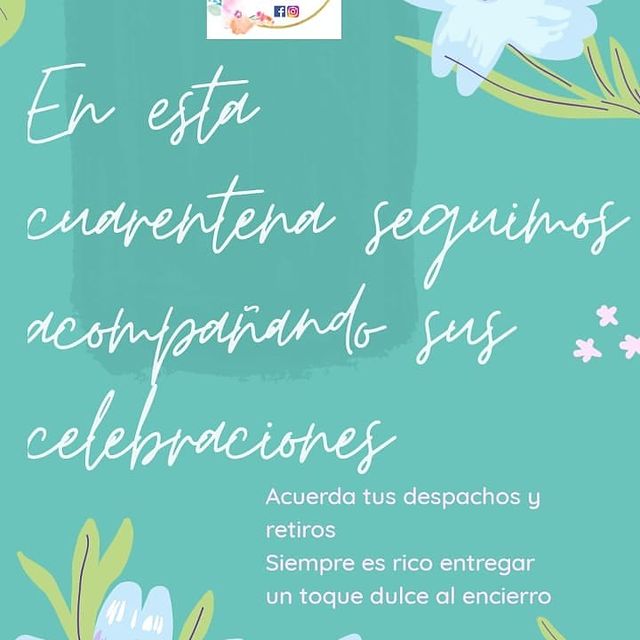 En esta
cuarentena seguimos
acompañando sus
celebraciones
Acuerda tus despachos y
retiros
Siempre es rico entregar
un toque dulce al encierro